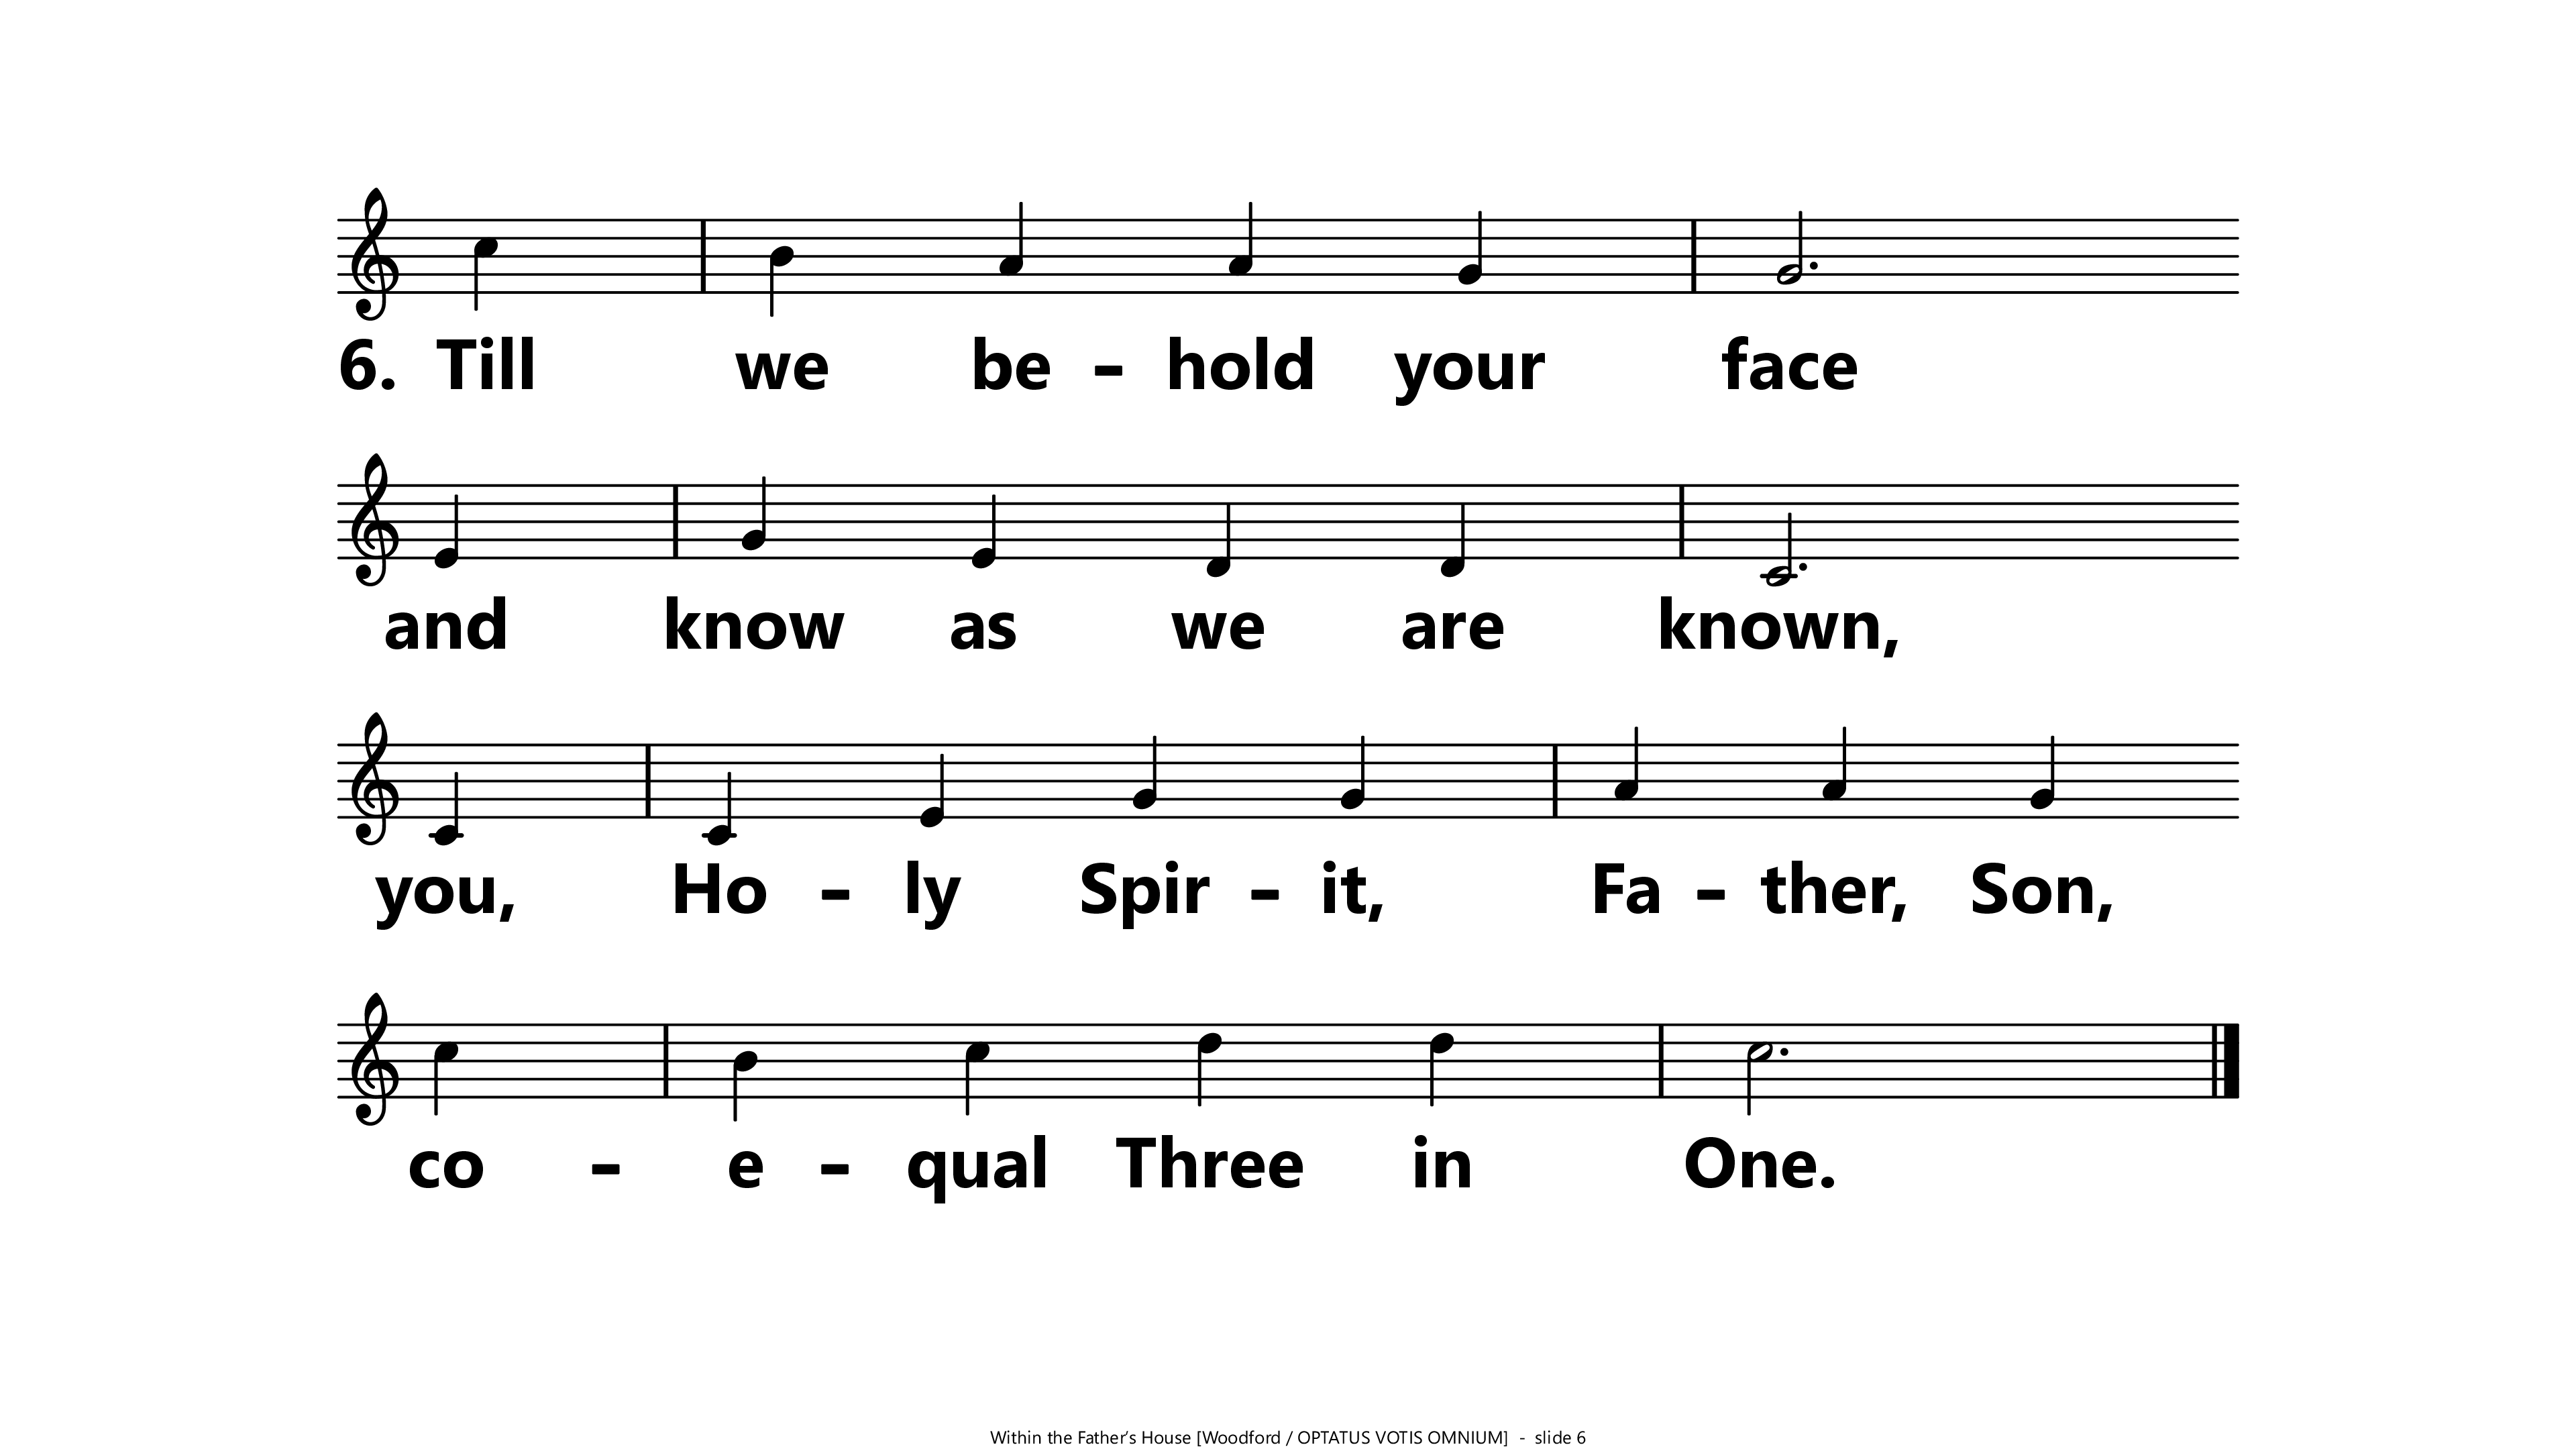 6. Till we be - hold your face
and know as we are known,
you, Ho - ly Spir - it, Fa - ther, Son,
co - e - qual Three in One.
Within the Father’s House [Woodford / OPTATUS VOTIS OMNIUM] - slide 6